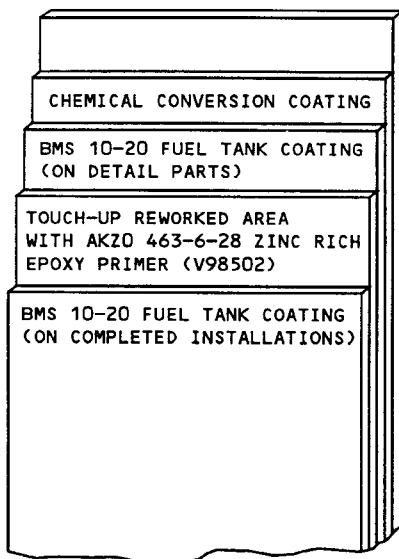 CHEMICAL CONVERSION COATING
BMS 10-20 FUEL TANK COATING
(ON DETAIL PARTS)
TOUCH-UP REWORKED AREA
WITH AKZO 463-6-28 ZINC RICH
EPOXY PRIMER (V98502)
BMS 10-20 FUEL TANK COATING
(ON COMPLETED INSTALLATIONS)